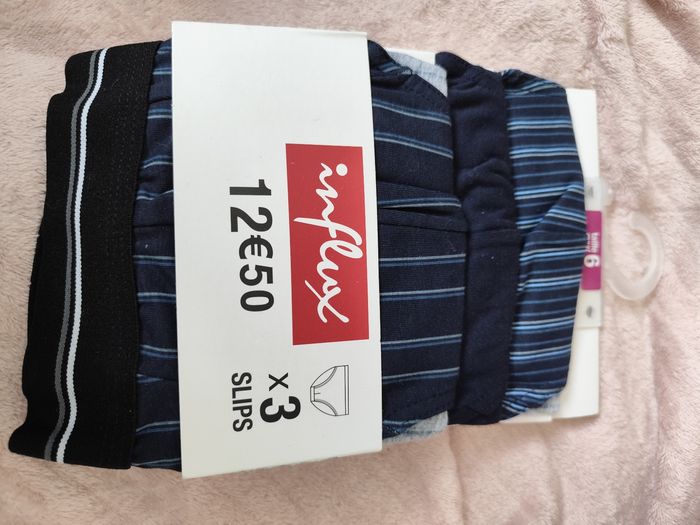 influx
12€50
x 3
SLIPS
taille
6